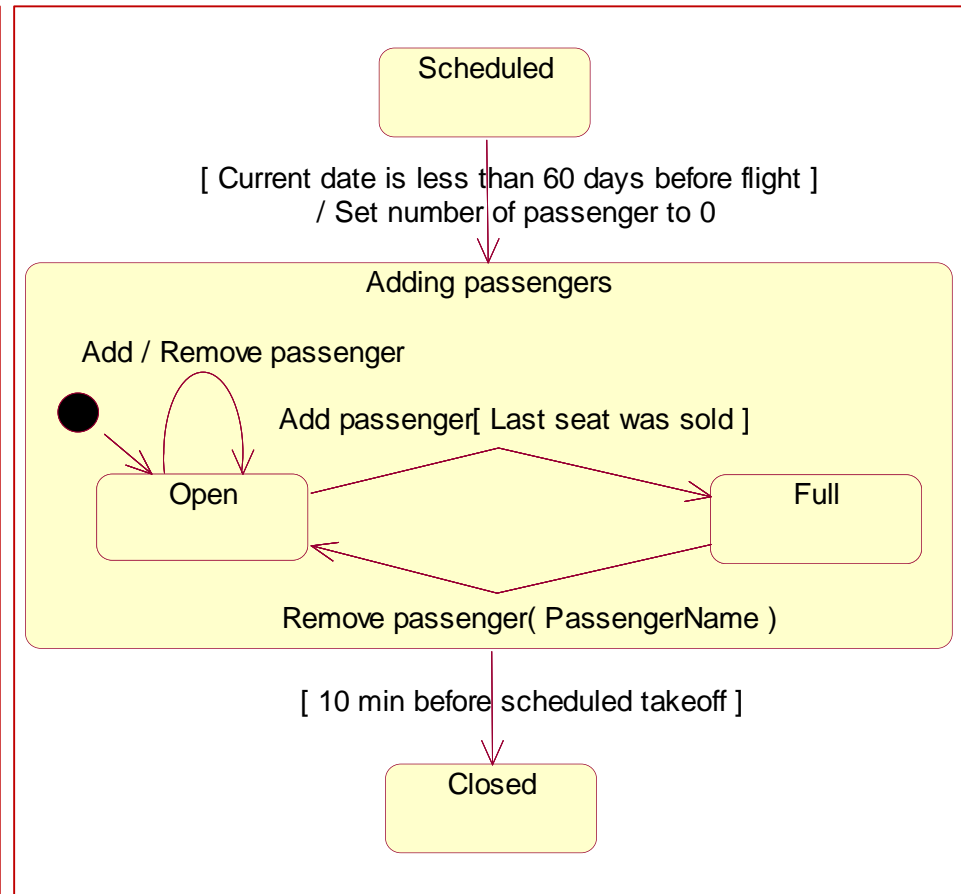 Scheduled
[ Current date is less than 60 days before flight ]
/ Set number of passenger to 0
Adding passengers
Add / Remove passenger
Add passenger[ Last seat was sold ]
Open
Full
Remove passenger( PassengerName )
[ 10 min before scheduled takeoff ]
Closed